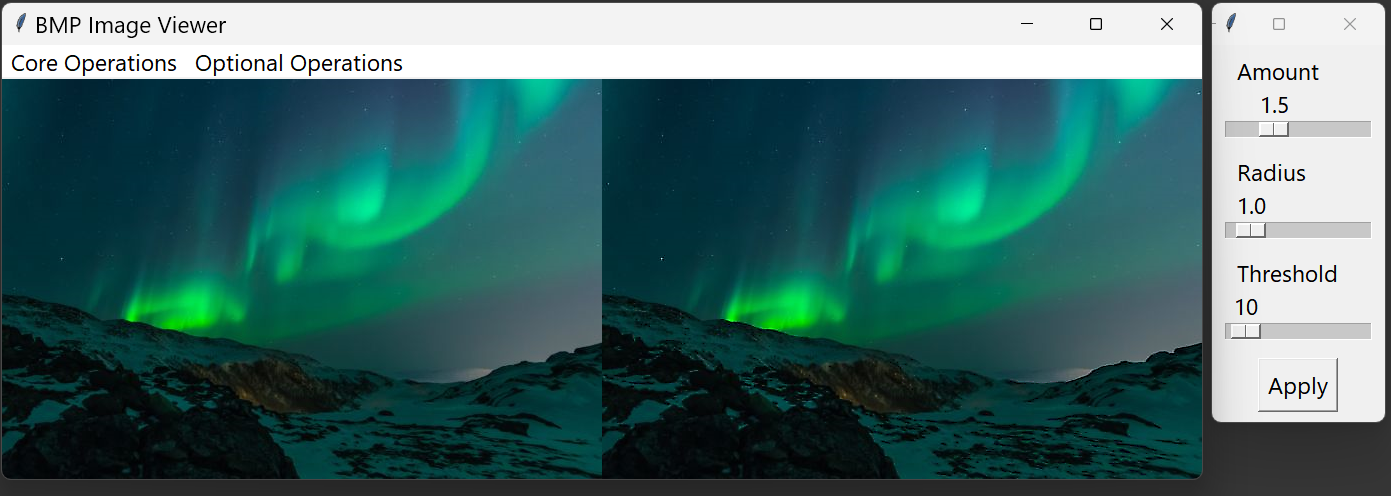 BMP Image Viewer
Core Operations Optional Operations
Amount
1.5
Radius
1.0
Threshold
10
Apply